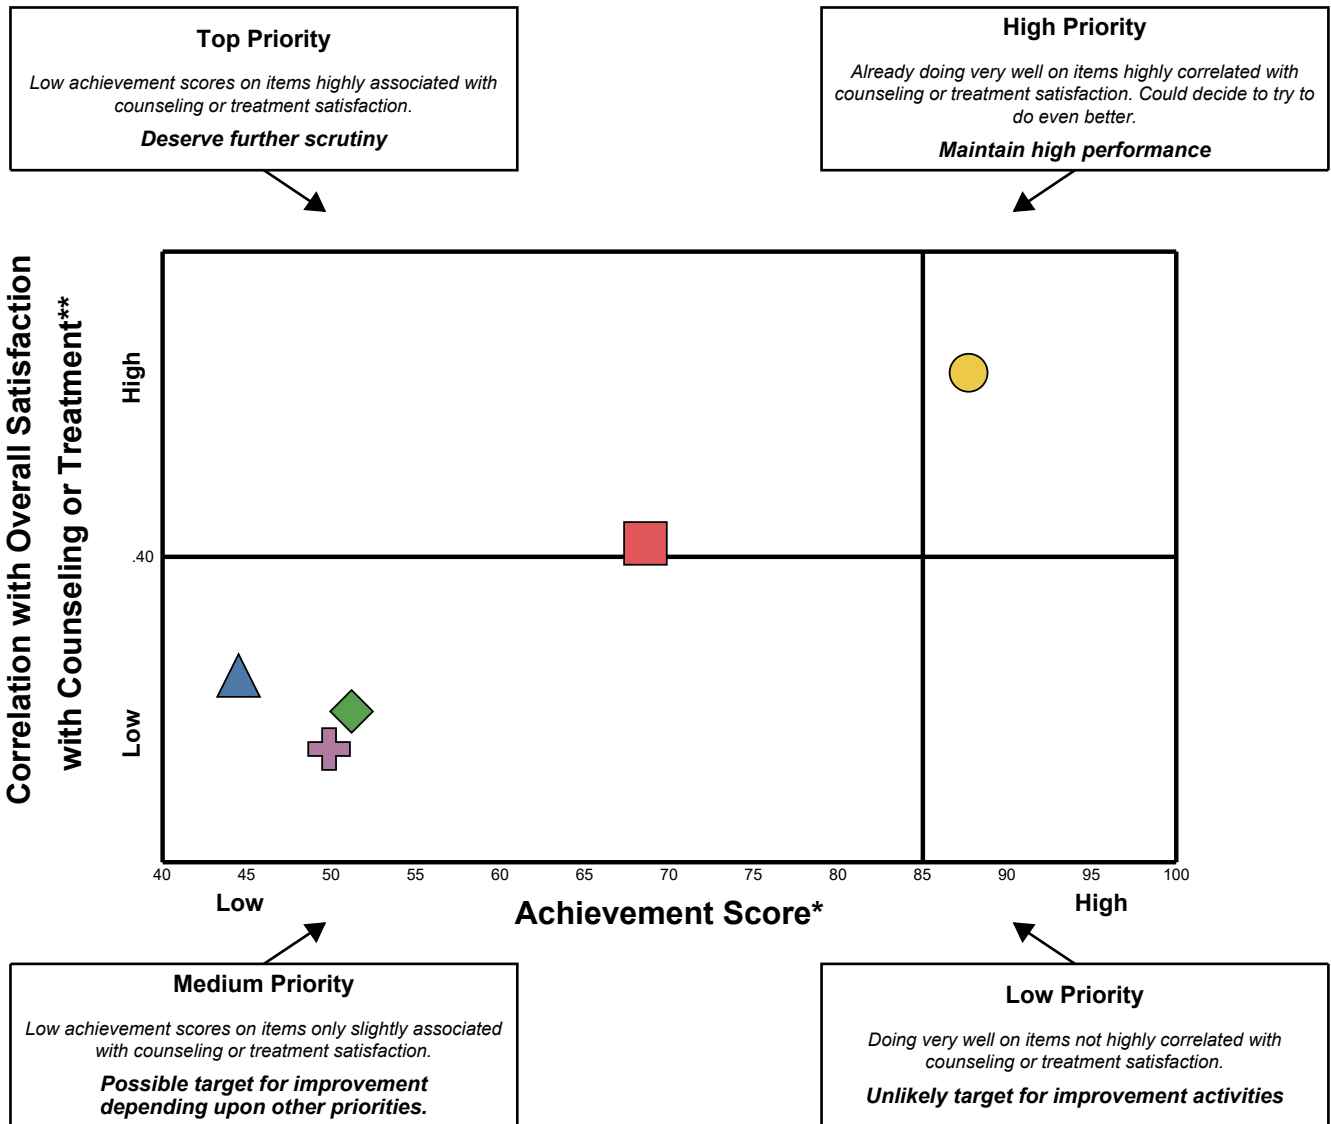 Top Priority
Low achievement scores on items highly associated with
counseling or treatment satisfaction.
Deserve further scrutiny
High Priority
Already doing very well on items highly correlated with
counseling or treatment satisfaction. Could decide to try to
do even better.
Maintain high performance
Correlation with Overall Satisfaction
with Counseling or Treatment**
High
.40
Low
40 45 50 55 60 65 70 75 80 85 90 95 100
Low
Achievement Score*
High
Medium Priority
Low achievement scores on items only slightly associated
with counseling or treatment satisfaction.
Possible target for improvement
depending upon other priorities.
Low Priority
Doing very well on items not highly correlated with
counseling or treatment satisfaction.
Unlikely target for improvement activities